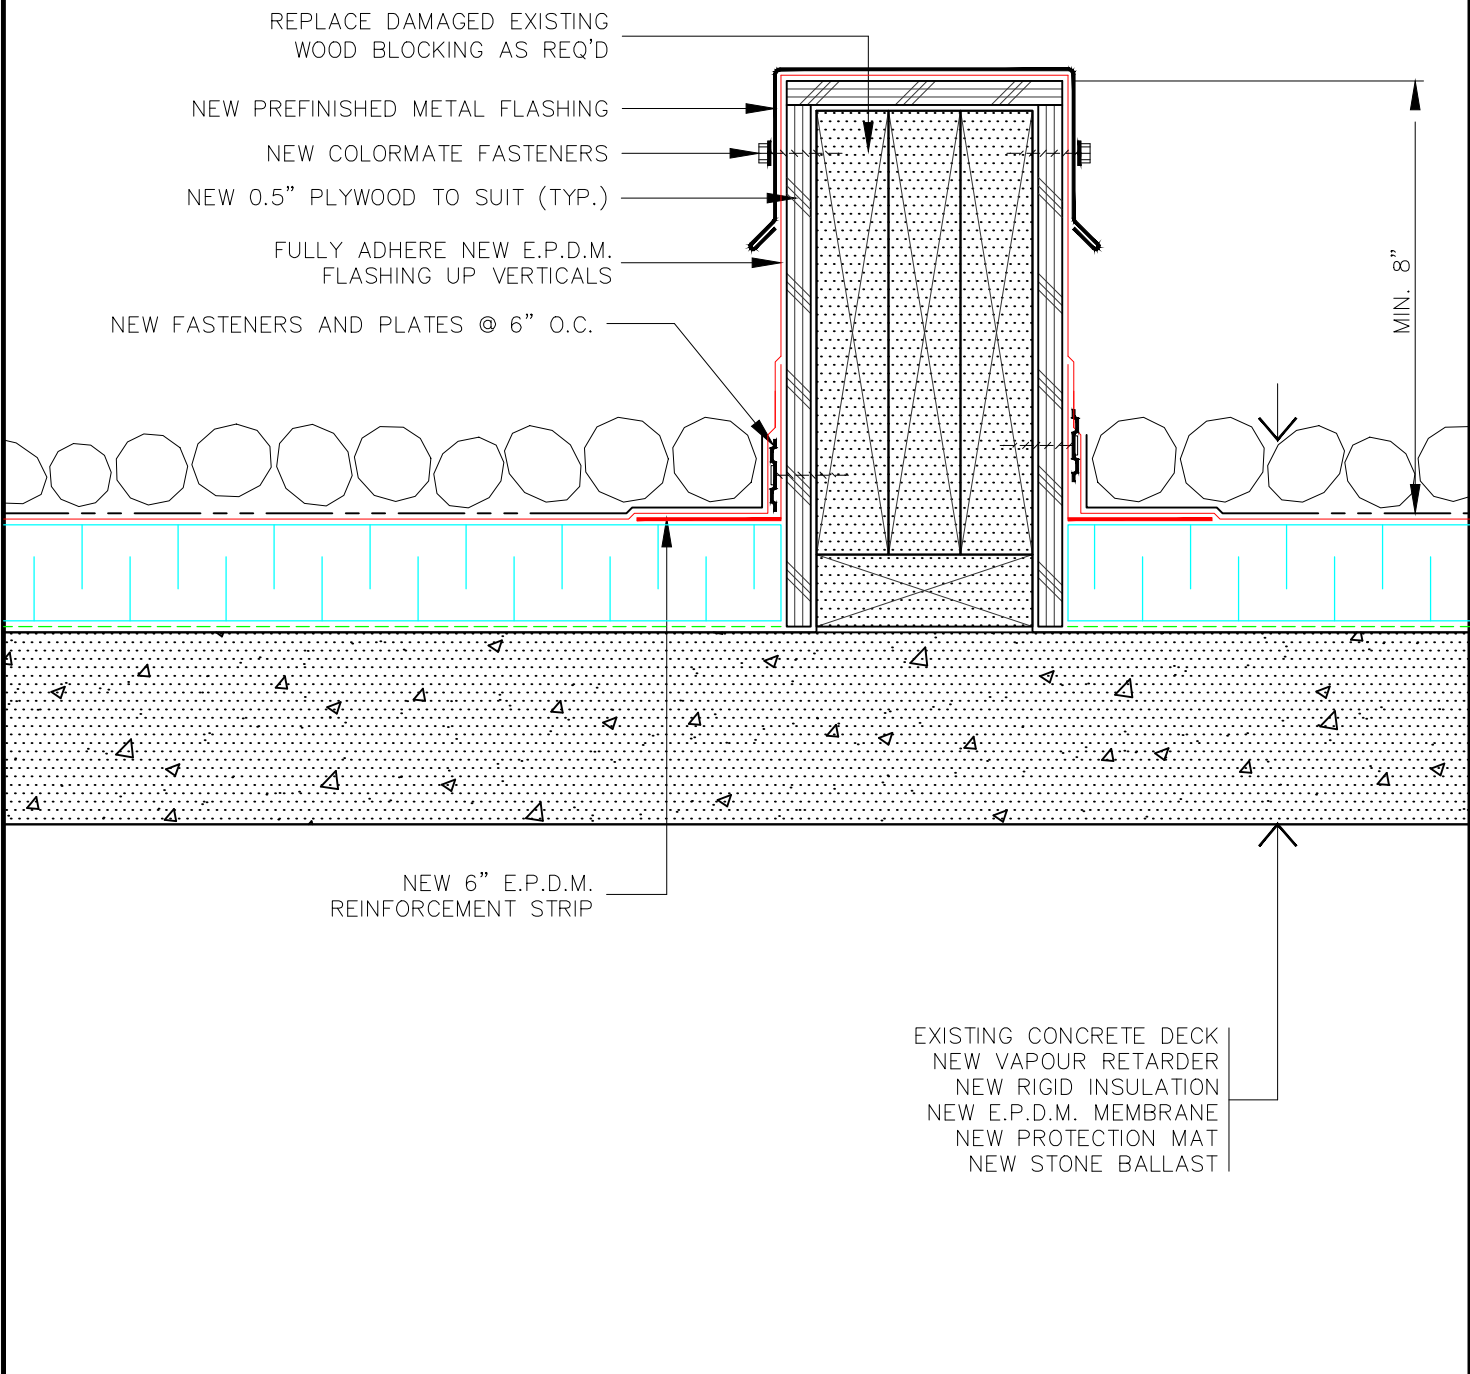 REPLACE DAMAGED EXISTING
WOOD BLOCKING AS REQ'D
NEW PREFINISHED METAL FLASHING
NEW COLORMATE FASTENERS
NEW 0.5” PLYWOOD TO SUIT (TYP.)
FULLY ADHERE NEW E.P.D.M.
FLASHING UP VERTICALS
NEW FASTENERS AND PLATES @ 6” O.C.
MIN. 8”
NEW 6” E.P.D.M.
REINFORCEMENT STRIP
EXISTING CONCRETE DECK
NEW VAPOUR RETARDER
NEW RIGID INSULATION
NEW E.P.D.M. MEMBRANE
NEW PROTECTION MAT
NEW STONE BALLAST